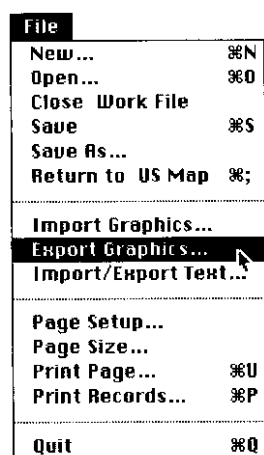 File
New... ⌘N
Open... ⌘O
Close Work File
Save ⌘S
Save As...
Return to US Map ⌘;
Import Graphics...
Export Graphics...
Import/Export Text...
Page Setup...
Page Size...
Print Page... ⌘U
Print Records... ⌘P
Quit ⌘Q